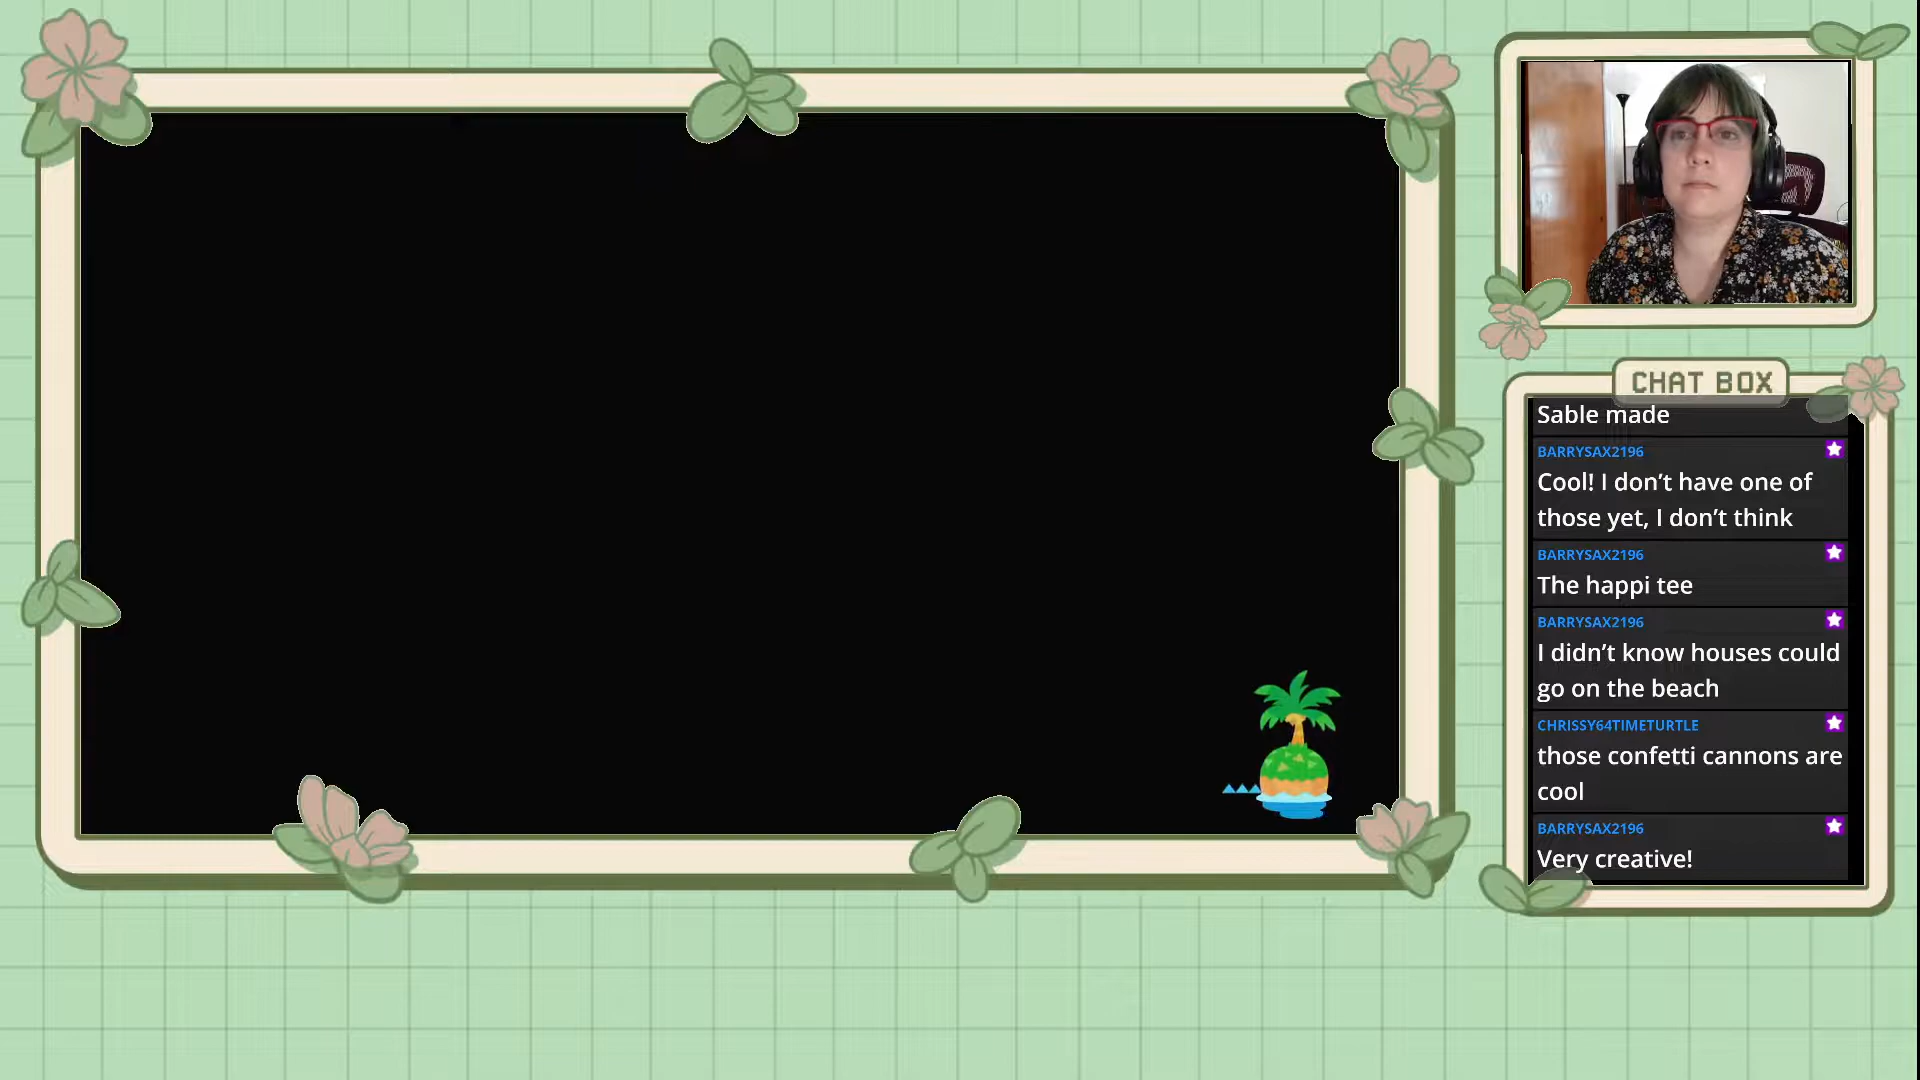 CHAT BOX
Sable made
BARRYSAX2196
Cool! I don’t have one of
those yet, I don’t think
BARRYSAX2196
The happi tee
BARRYSAX2196
I didn’t know houses could
go on the beach
CHRISSY64TIMETURTLE
those confetti cannons are
cool
BARRYSAX2196
Very creative!